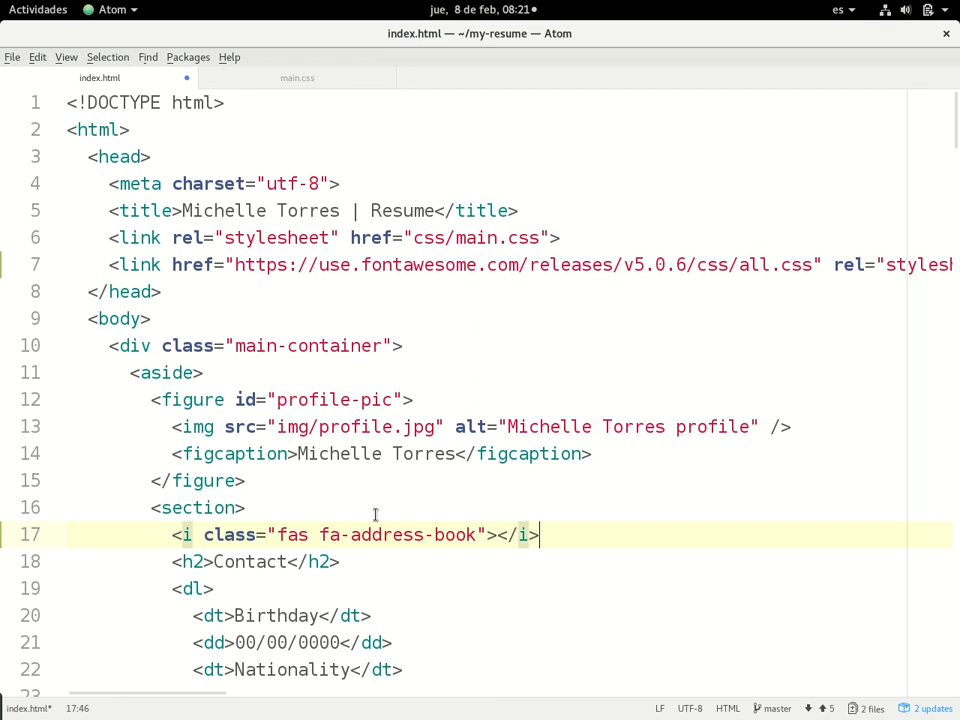 Actividades Atom jue, 8 de feb, 08:21 es
index.html — ~/my-resume — Atom
File Edit View Selection Find Packages Help
index.html main.css
1 <!DOCTYPE html>
2 <html>
3 <head>
4 <meta charset="utf-8">
5 <title>Michelle Torres | Resume</title>
6 <link rel="stylesheet" href="css/main.css">
7 <link href="https://use.fontawesome.com/releases/v5.0.6/css/all.css" rel="styles
8 </head>
9 <body>
10 <div class="main-container">
11 <aside>
12 <figure id="profile-pic">
13 <img src="img/profile.jpg" alt="Michelle Torres profile" />
14 <figcaption>Michelle Torres</figcaption>
15 </figure>
16 <section>
17 <i class="fas fa-address-book"></i>
18 <h2>Contact</h2>
19 <dl>
20 <dt>Birthday</dt>
21 <dd>00/00/0000</dd>
22 <dt>Nationality</dt>
23
index.html* 17:46 LF UTF-8 HTML master 5 2 files 2 updates